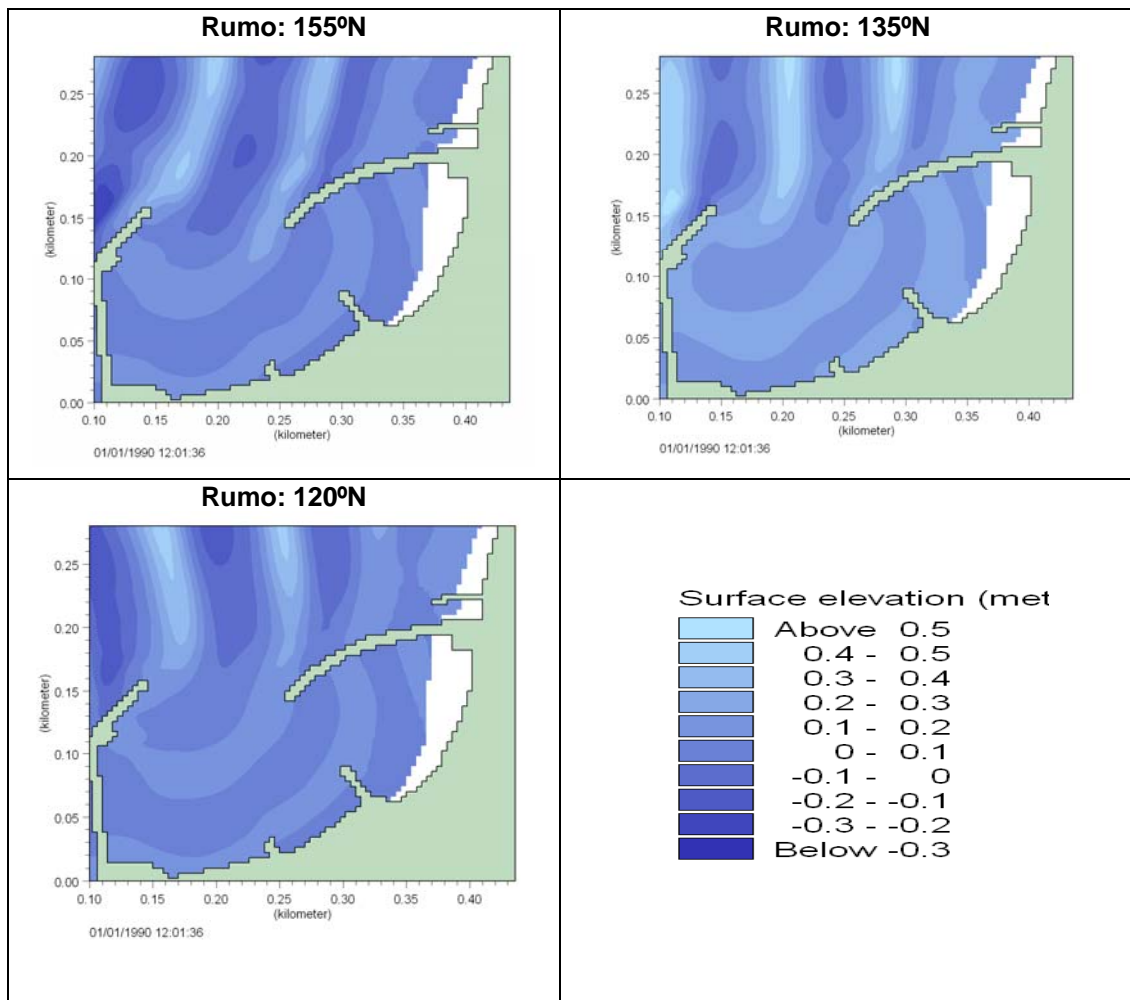 Rumo: 155ºN
0.25
0.20
0.15
0.10
0.05
0.00
(kilometer)
0.10 0.15 0.20 0.25 0.30 0.35 0.40
(kilometer)
01/01/1990 12:01:36
Rumo: 135ºN
0.25
0.20
0.15
0.10
0.05
0.00
(kilometer)
0.10 0.15 0.20 0.25 0.30 0.35 0.40
(kilometer)
01/01/1990 12:01:36
Rumo: 120ºN
0.25
0.20
0.15
0.10
0.05
0.00
(kilometer)
0.10 0.15 0.20 0.25 0.30 0.35 0.40
(kilometer)
01/01/1990 12:01:36
Surface elevation (met
Above 0.5
0.4 - 0.5
0.3 - 0.4
0.2 - 0.3
0.1 - 0.2
0 - 0.1
-0.1 - 0
-0.2 - -0.1
-0.3 - -0.2
Below -0.3